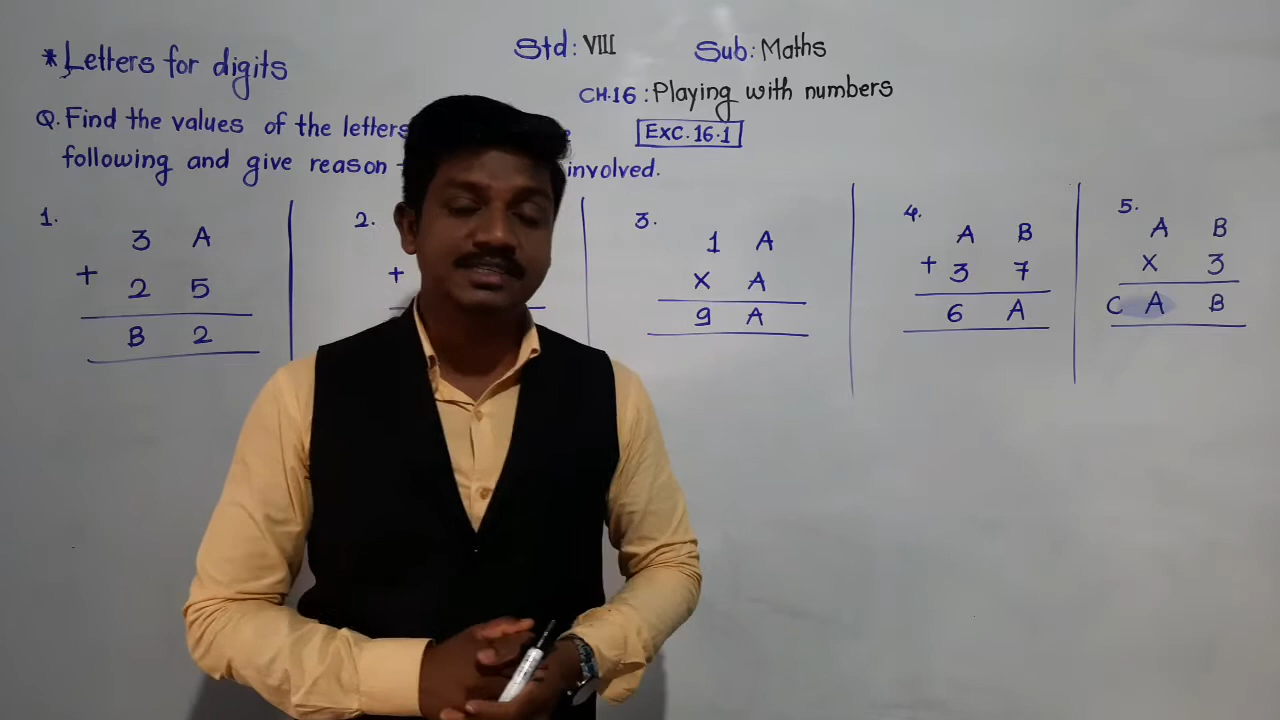 *Letters for digits
Std: VIII Sub: Maths
CH.16 : Playing with numbers
EXC. 16.1
Q. Find the values of the letters
following and give reason involved.
1.
3 A
+ 2 5
B 2
2.
+
3.
1 A
X A
9 A
4.
A B
+ 3 7
6 A
5.
A B
X 3
C A B